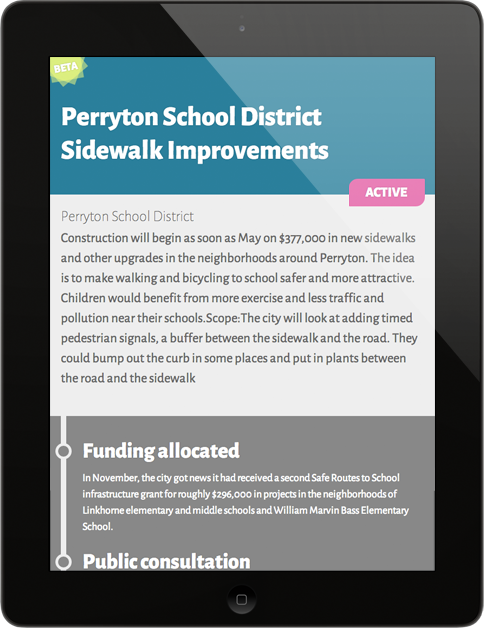 BETA
Perryton School District
Sidewalk Improvements
ACTIVE
Perryton School District
Construction will begin as soon as May on $377,000 in new sidewalks
and other upgrades in the neighborhoods around Perryton. The idea
is to make walking and bicycling to school safer and more attractive.
Children would benefit from more exercise and less traffic and
pollution near their schools.Scope:The city will look at adding timed
pedestrian signals, a buffer between the sidewalk and the road. They
could bump out the curb in some places and put in plants between
the road and the sidewalk
Funding allocated
In November, the city got news it had received a second Safe Routes to School
infrastructure grant for roughly $296,000 in projects in the neighborhoods of
Linkhorne elementary and middle schools and William Marvin Bass Elementary
School.
Public consultation